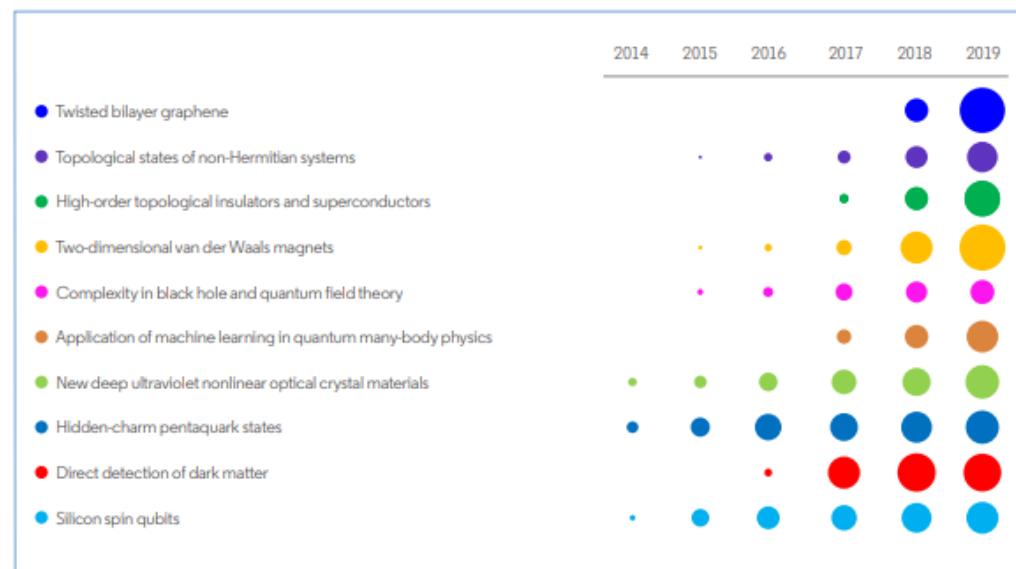 2014 2015 2016 2017 2018 2019
Twisted bilayer graphene
Topological states of non-Hermitian systems
High-order topological insulators and superconductors
Two-dimensional van der Waals magnets
Complexity in black hole and quantum field theory
Application of machine learning in quantum many-body physics
New deep ultraviolet nonlinear optical crystal materials
Hidden-charm pentaquark states
Direct detection of dark matter
Silicon spin qubits